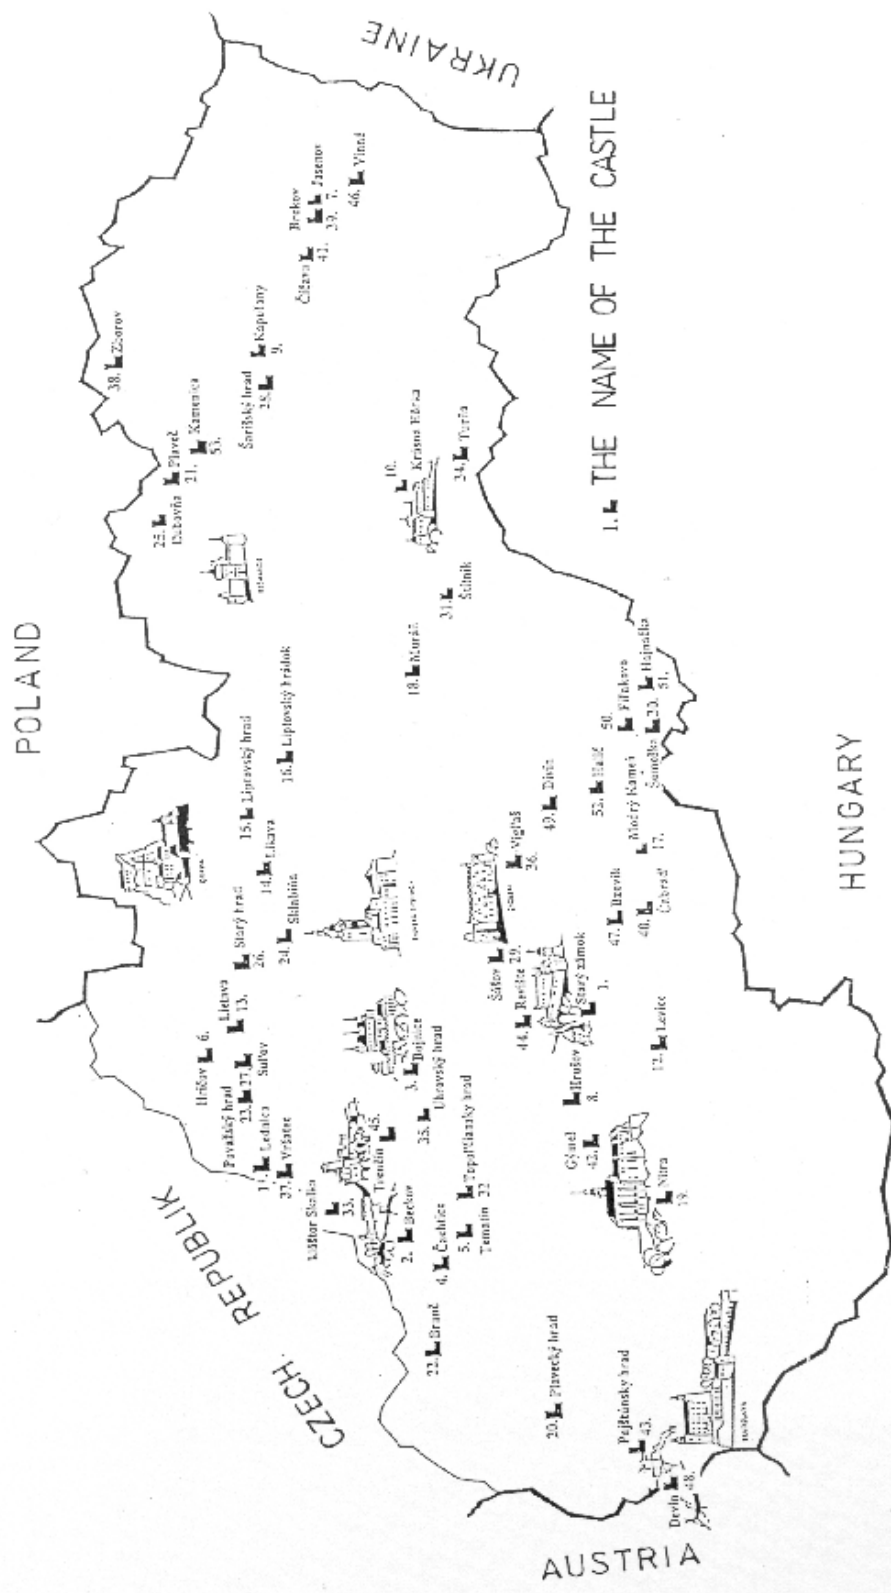 POLAND
UKRAINE
CZECH REPUBLIK
AUSTRIA
HUNGARY
1. THE NAME OF THE CASTLE
38. Zborov
21. Plaveč
53. Kamenica
25.
Šarišský hrad
28.
Kapušany
9.
Brekov
39.
Jasenov
7.
Čičava
41.
46. Vinné
10.
Krásna Hôrka
34. Turňa
31.
Štítnik
18. Muráň
15. Liptovský hrad
16. Liptovský hrádok
14. Likava
Starý hrad
26.
24. Sklabiňa
Hričov 6.
Lietava
13.
Považský hrad
23.
27.
Súľov
11. Lednica
37. Vršatec
Kláštor Skalka
33.
Trenčín
45.
3. Bojnice
35. Uhrovský hrad
2. Beckov
4. Čachtice
5.
Tematín
Topoľčiansky hrad
32
22. Branč
20. Plavecký hrad
Pajštúnsky hrad
43.
Devín
48.
Nitra
19.
Gýmeš
42.
Hrušov
8.
Starý zámok
1.
44. Revište
Šášov
29.
Vígľaš
36.
49. Divín
52. Halič
50. Fiľakovo
Hajnáčka
51.
Šomoška
30.
Modrý Kameň
17.
47. Bzovík
40. Čabraď
12. Levice